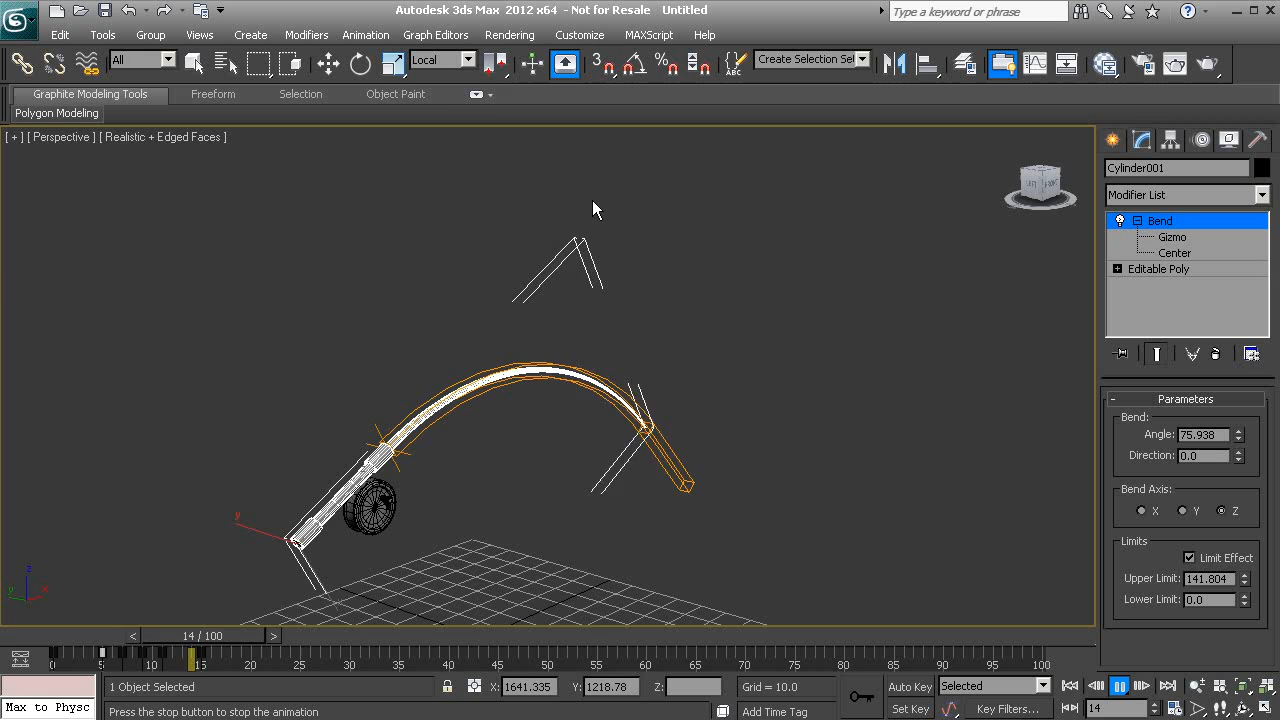 Autodesk 3ds Max 2012 x64 - Not for Resale Untitled
Type a keyword or phrase
Edit Tools Group Views Create Modifiers Animation Graph Editors Rendering Customize MAXScript Help
All Local 3 Create Selection Sel
Graphite Modeling Tools Freeform Selection Object Paint
Polygon Modeling
[ + ] [ Perspective ] [ Realistic + Edged Faces ]
Cylinder001
Modifier List
Bend
Gizmo
Center
Editable Poly
Parameters
Bend:
Angle: 75.938
Direction: 0.0
Bend Axis:
X Y Z
Limits
Limit Effect
Upper Limit: 141.804
Lower Limit: 0.0
y
z
y x
< 14 / 100 >
0 5 10 15 20 25 30 35 40 45 50 55 60 65 70 75 80 85 90 95 100
1 Object Selected X: 1641.335 Y: 1218.78 Z: Grid = 10.0 Auto Key Selected
Max to Physc Press the stop button to stop the animation Add Time Tag Set Key Key Filters... 14